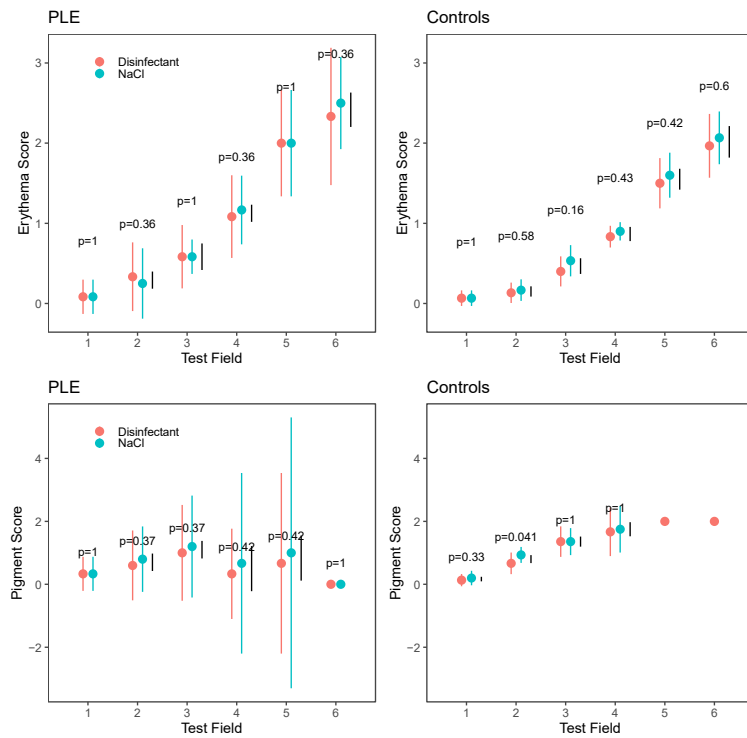 PLE
Controls
Erythema Score
3
2
1
0
Disinfectant
NaCl
p=1
p=0.36
p=1
p=0.36
p=1
p=0.36
1 2 3 4 5 6
Test Field
Erythema Score
3
2
1
0
p=1
p=0.58
p=0.16
p=0.43
p=0.42
p=0.6
1 2 3 4 5 6
Test Field
PLE
Controls
Pigment Score
4
2
0
−2
Disinfectant
NaCl
p=1
p=0.37
p=0.37
p=0.42
p=0.42
p=1
1 2 3 4 5 6
Test Field
Pigment Score
4
2
0
−2
p=0.33
p=0.041
p=1
p=1
1 2 3 4 5 6
Test Field